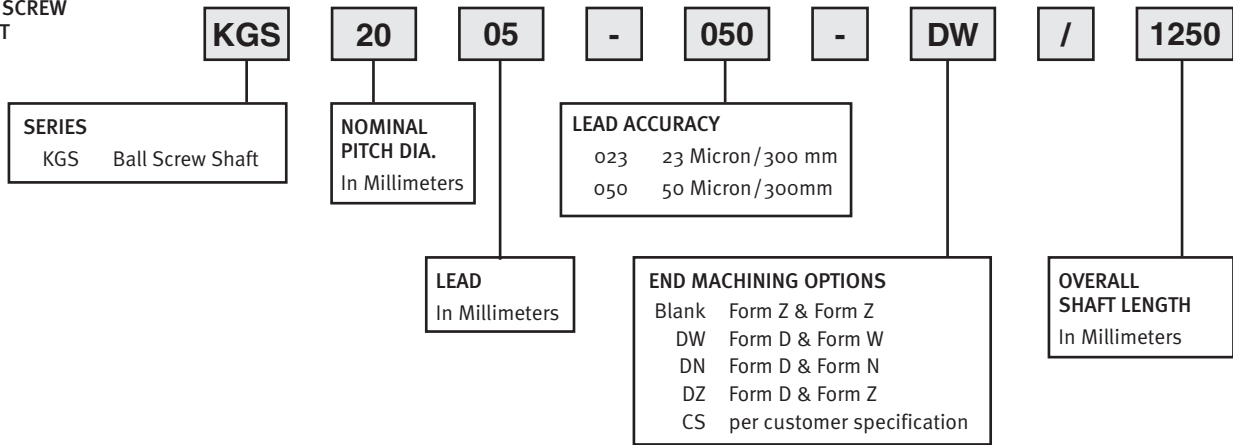 SCREW
T
KGS 20 05 - 050 - DW / 1250
SERIES
KGS Ball Screw Shaft
NOMINAL
PITCH DIA.
In Millimeters
LEAD ACCURACY
023 23 Micron/300 mm
050 50 Micron/300mm
LEAD
In Millimeters
END MACHINING OPTIONS
Blank Form Z & Form Z
DW Form D & Form W
DN Form D & Form N
DZ Form D & Form Z
CS per customer specification
OVERALL
SHAFT LENGTH
In Millimeters